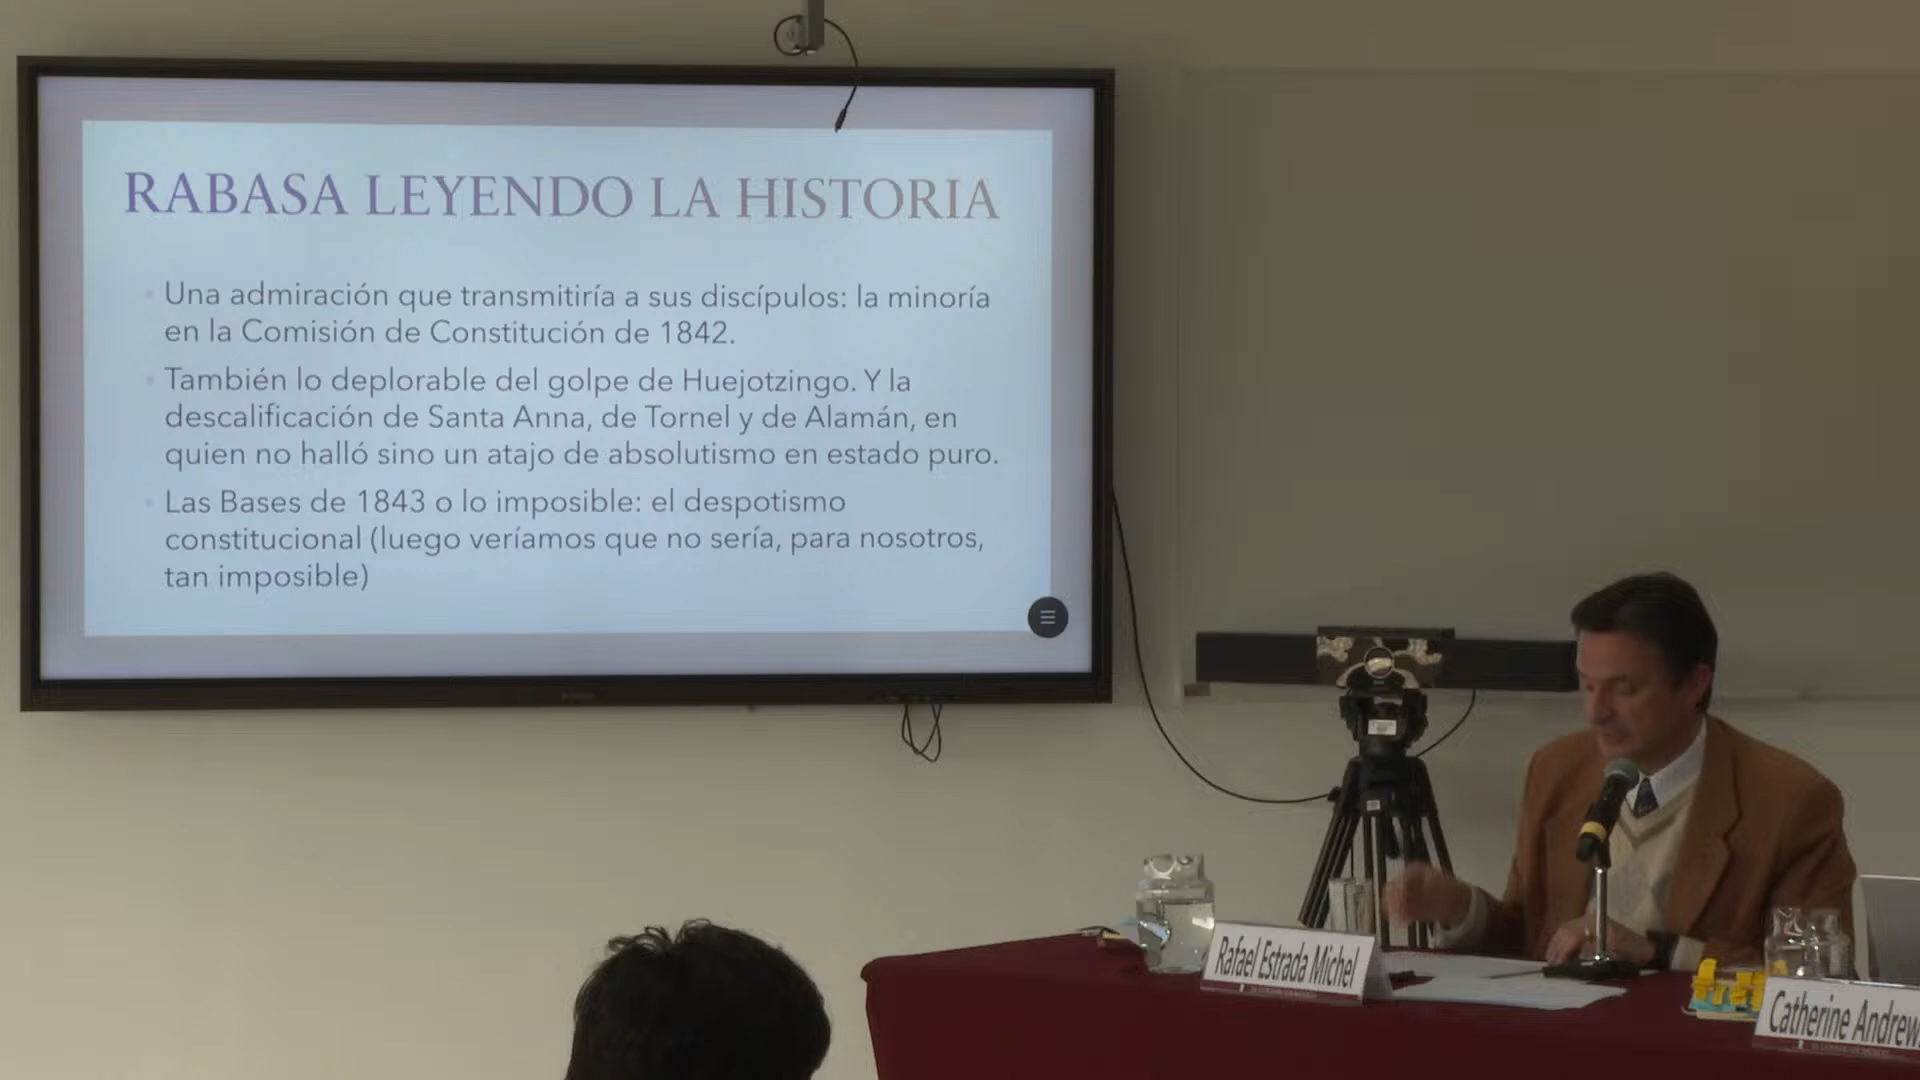 RABASA LEYENDO LA HISTORIA
Una admiración que transmitiría a sus discípulos: la minoría
en la Comisión de Constitución de 1842.
También lo deplorable del golpe de Huejotzingo. Y la
descalificación de Santa Anna, de Tornel y de Alamán, en
quien no halló sino un atajo de absolutismo en estado puro.
Las Bases de 1843 o lo imposible: el despotismo
constitucional (luego veríamos que no sería, para nosotros,
tan imposible)
Rafael Estrada Michel
Catherine Andrew